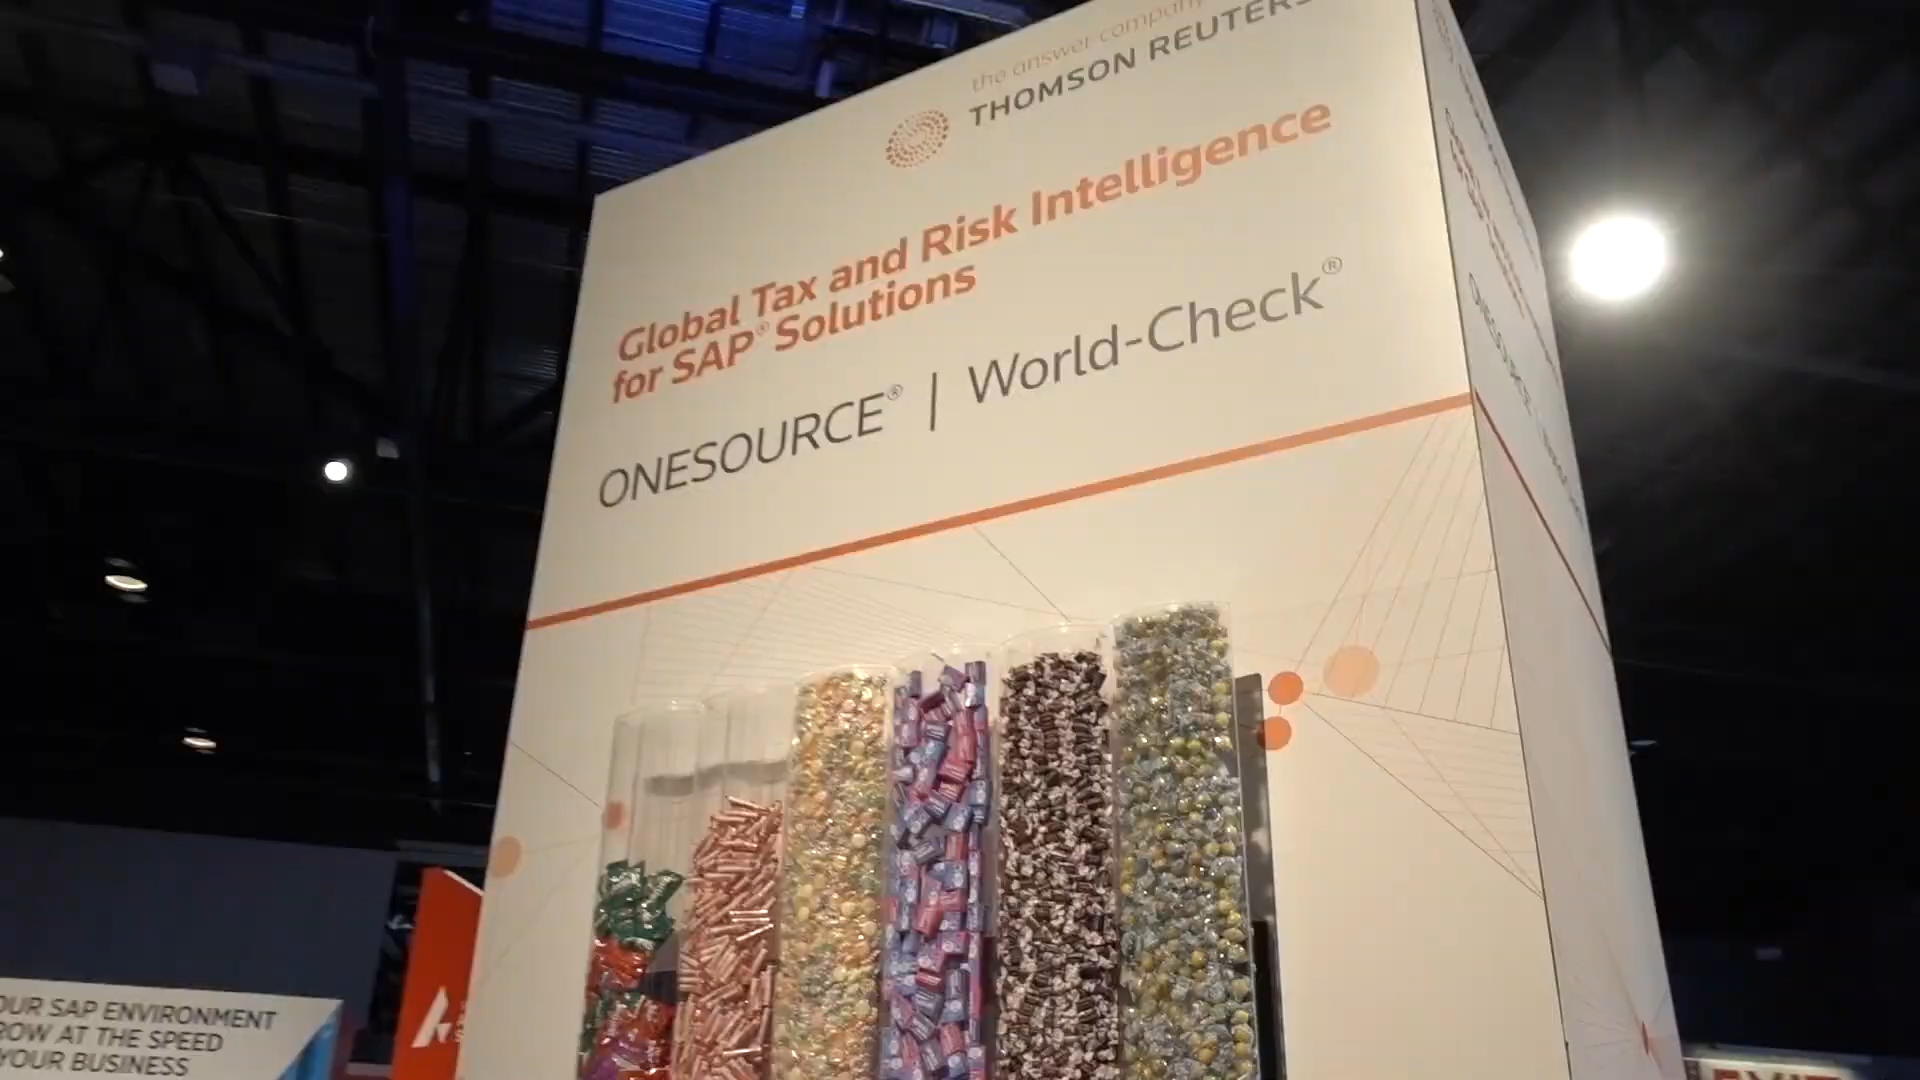 the answer company
THOMSON REUTERS
Global Tax and Risk Intelligence
for SAP® Solutions
ONESOURCE® | World-Check®
OUR SAP ENVIRONMENT
ROW AT THE SPEED
YOUR BUSINESS